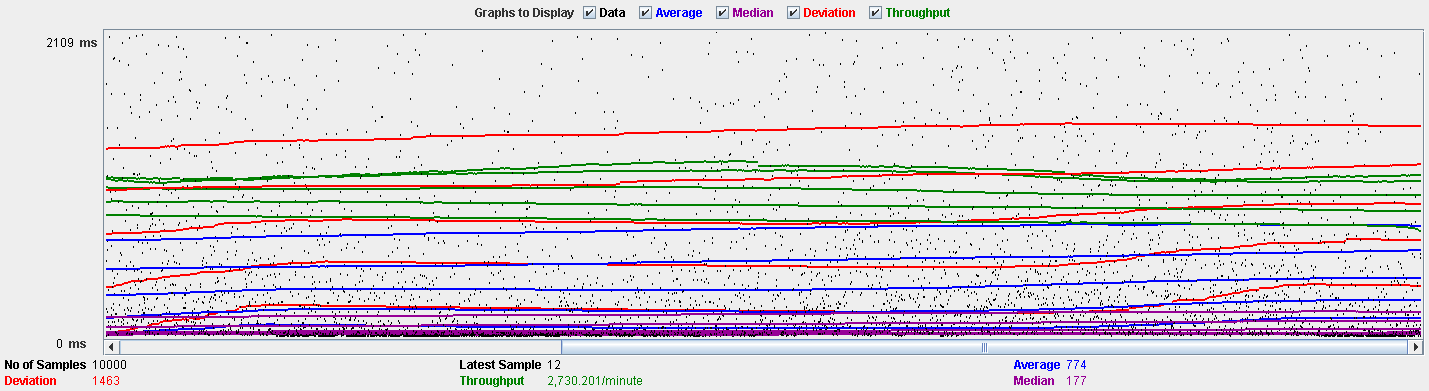 Graphs to Display Data Average Median Deviation Throughput
2109 ms
0 ms
No of Samples 10000 Latest Sample 12 Average 774
Deviation 1463 Throughput 2,730.201/minute Median 177